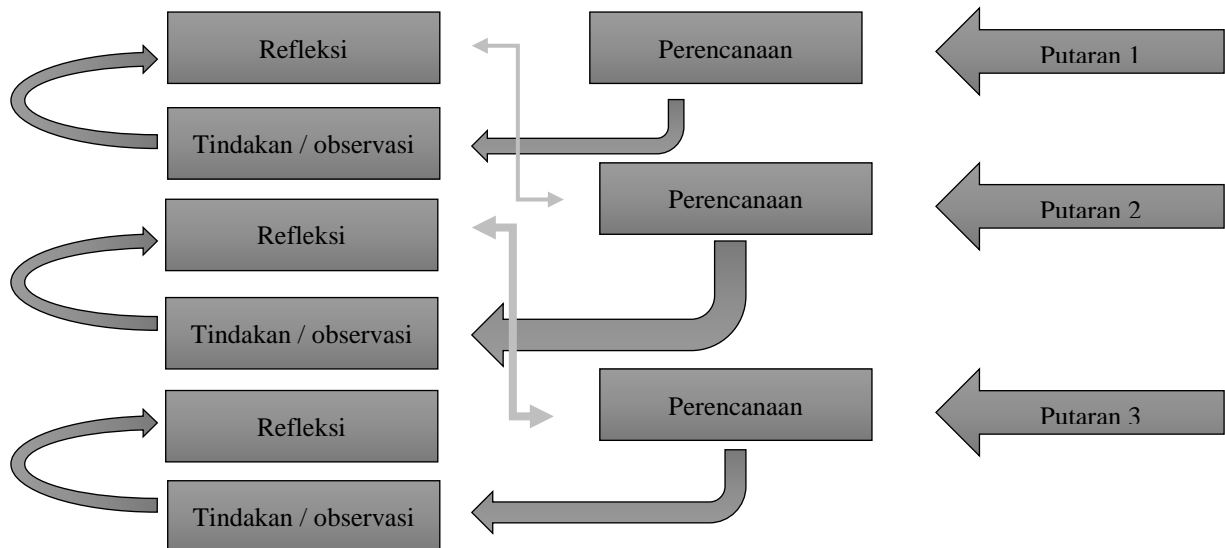 Refleksi
Perencanaan
Putaran 1
Tindakan / observasi
Perencanaan
Putaran 2
Refleksi
Tindakan / observasi
Perencanaan
Putaran 3
Refleksi
Tindakan / observasi